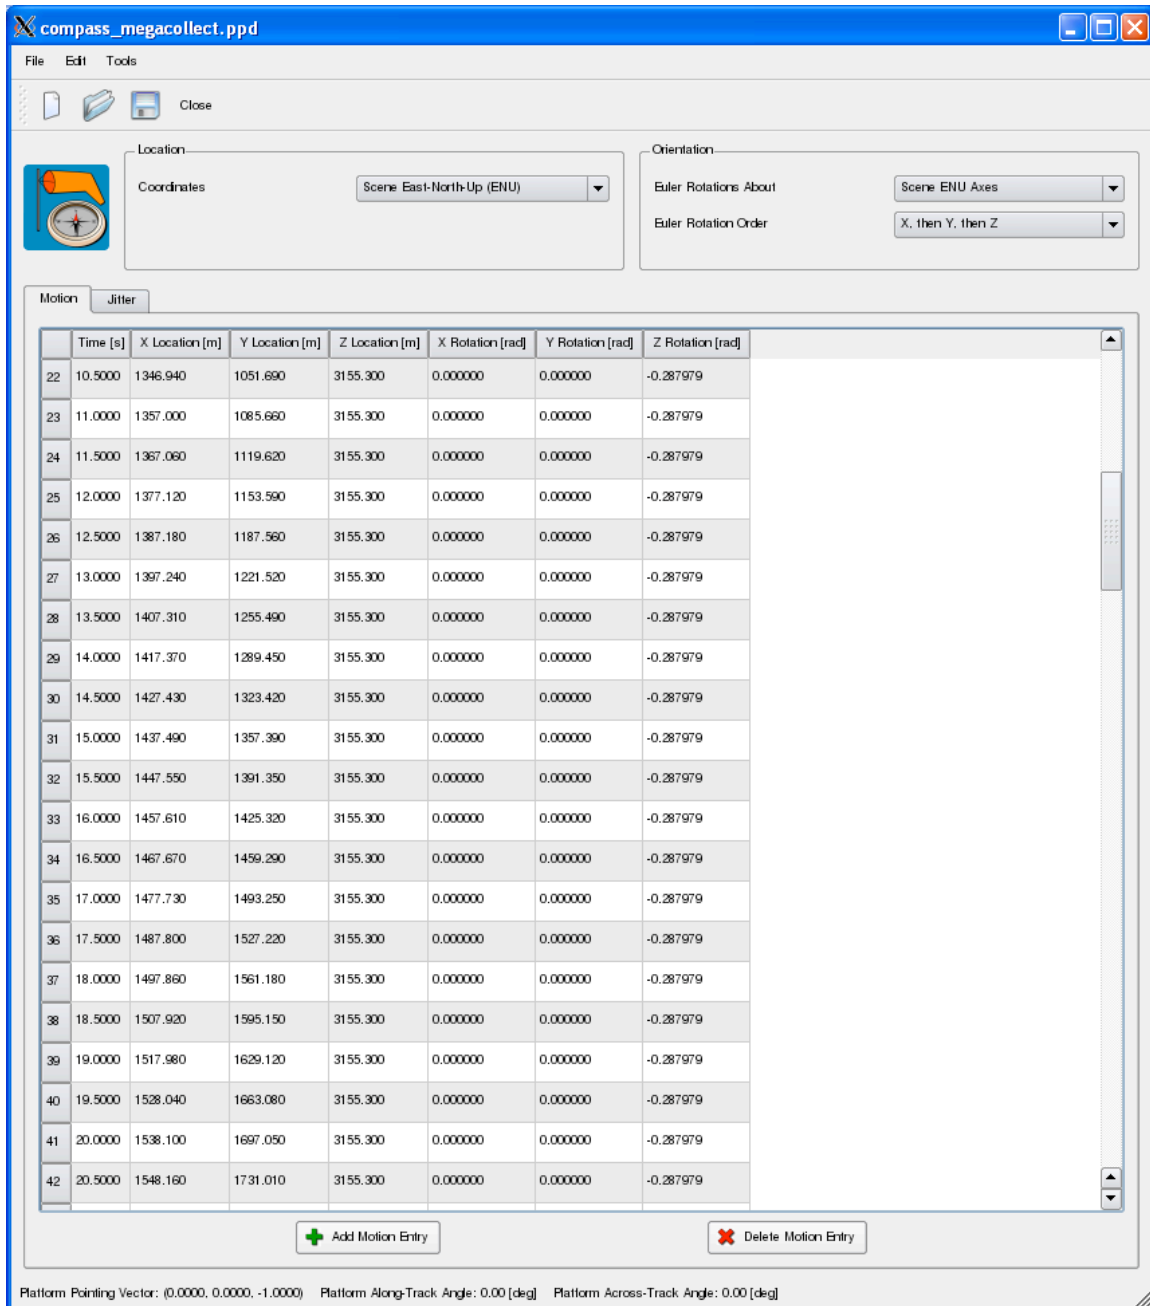 compass_megacollect.ppd
File Edit Tools
Close
Location
Coordinates Scene East-North-Up (ENU)
Orientation
Euler Rotations About Scene ENU Axes
Euler Rotation Order X, then Y, then Z
Motion Jitter
Time [s] X Location [m] Y Location [m] Z Location [m] X Rotation [rad] Y Rotation [rad] Z Rotation [rad]
22 10.5000 1346.940 1051.690 3155.300 0.000000 0.000000 -0.287979
23 11.0000 1357.000 1085.660 3155.300 0.000000 0.000000 -0.287979
24 11.5000 1367.060 1119.620 3155.300 0.000000 0.000000 -0.287979
25 12.0000 1377.120 1153.590 3155.300 0.000000 0.000000 -0.287979
26 12.5000 1387.180 1187.560 3155.300 0.000000 0.000000 -0.287979
27 13.0000 1397.240 1221.520 3155.300 0.000000 0.000000 -0.287979
28 13.5000 1407.310 1255.490 3155.300 0.000000 0.000000 -0.287979
29 14.0000 1417.370 1289.450 3155.300 0.000000 0.000000 -0.287979
30 14.5000 1427.430 1323.420 3155.300 0.000000 0.000000 -0.287979
31 15.0000 1437.490 1357.390 3155.300 0.000000 0.000000 -0.287979
32 15.5000 1447.550 1391.350 3155.300 0.000000 0.000000 -0.287979
33 16.0000 1457.610 1425.320 3155.300 0.000000 0.000000 -0.287979
34 16.5000 1467.670 1459.290 3155.300 0.000000 0.000000 -0.287979
35 17.0000 1477.730 1493.250 3155.300 0.000000 0.000000 -0.287979
36 17.5000 1487.800 1527.220 3155.300 0.000000 0.000000 -0.287979
37 18.0000 1497.860 1561.180 3155.300 0.000000 0.000000 -0.287979
38 18.5000 1507.920 1595.150 3155.300 0.000000 0.000000 -0.287979
39 19.0000 1517.980 1629.120 3155.300 0.000000 0.000000 -0.287979
40 19.5000 1528.040 1663.080 3155.300 0.000000 0.000000 -0.287979
41 20.0000 1538.100 1697.050 3155.300 0.000000 0.000000 -0.287979
42 20.5000 1548.160 1731.010 3155.300 0.000000 0.000000 -0.287979
Add Motion Entry Delete Motion Entry
Platform Pointing Vector: (0.0000, 0.0000, -1.0000) Platform Along-Track Angle: 0.00 [deg] Platform Across-Track Angle: 0.00 [deg]